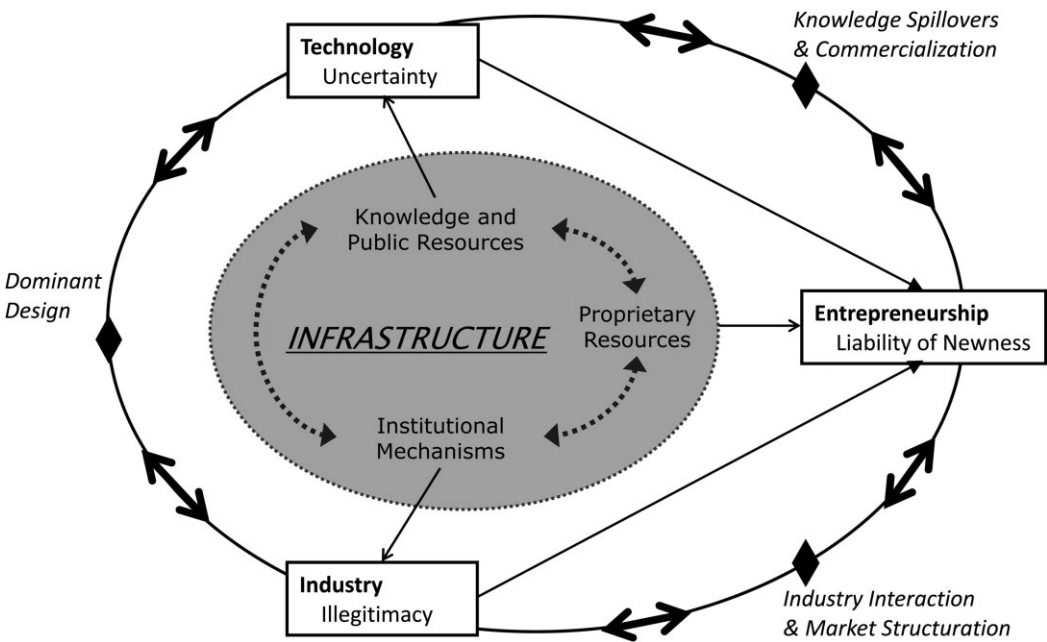 Knowledge Spillovers
& Commercialization
Technology
Uncertainty
Knowledge and
Public Resources
Dominant
Design
INFRASTRUCTURE
Proprietary
Resources
Entrepreneurship
Liability of Newness
Institutional
Mechanisms
Industry
Illegitimacy
Industry Interaction
& Market Structuration